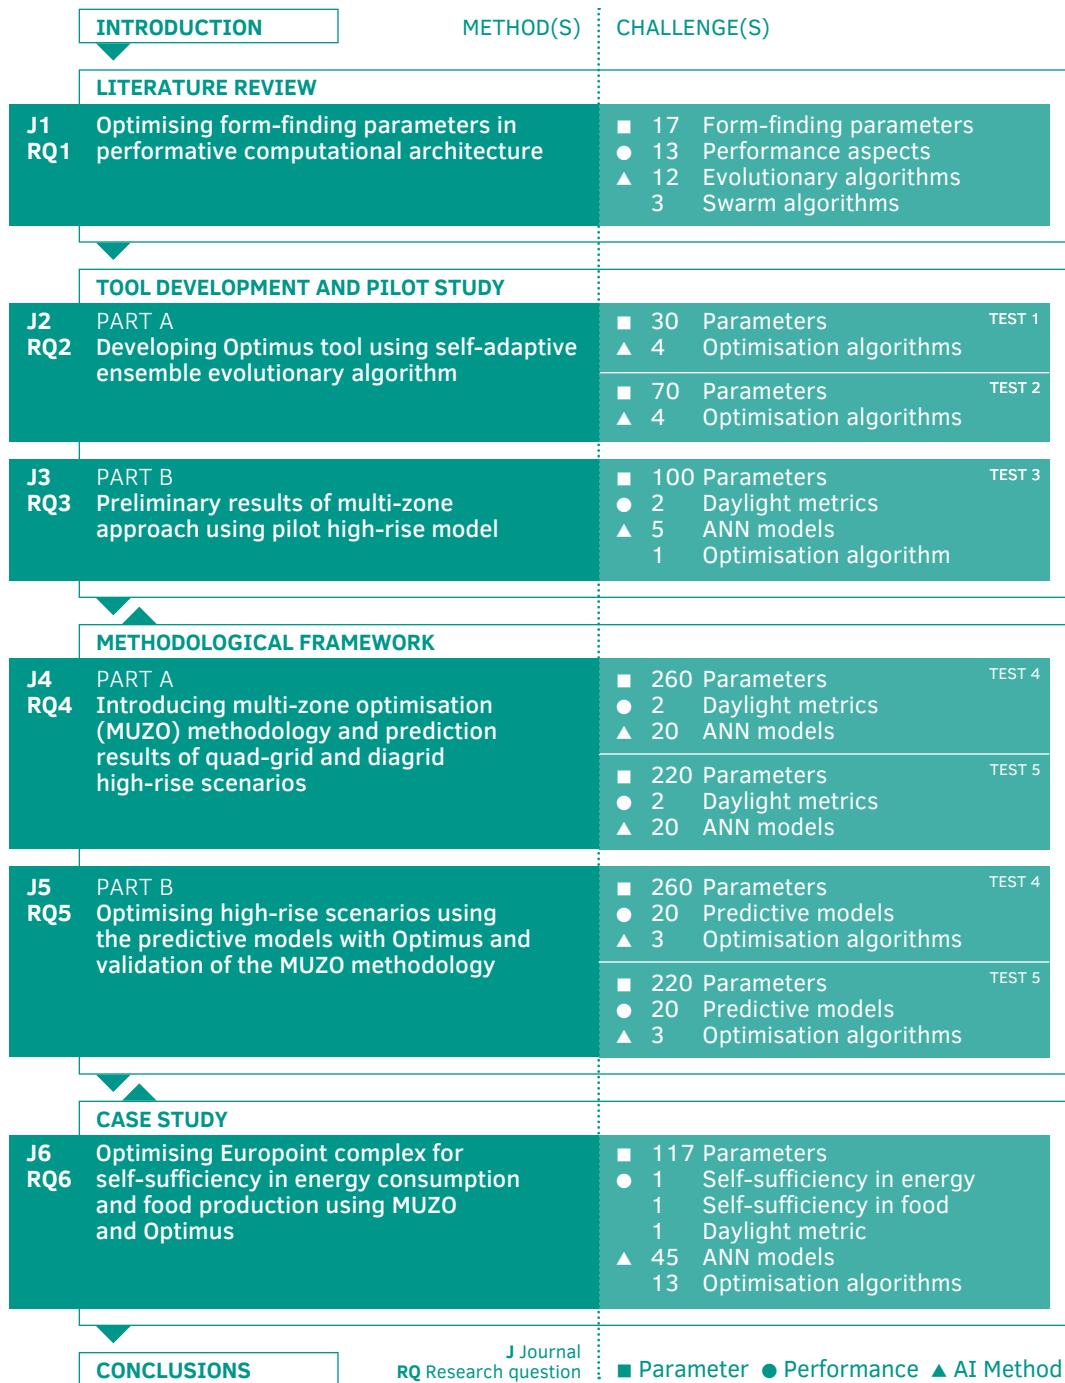 INTRODUCTION
METHOD(S)
CHALLENGE(S)
LITERATURE REVIEW
J1
RQ1
Optimising form-finding parameters in
performative computational architecture
■ 17 Form-finding parameters
● 13 Performance aspects
▲ 12 Evolutionary algorithms
3 Swarm algorithms
TOOL DEVELOPMENT AND PILOT STUDY
J2
RQ2
PART A
Developing Optimus tool using self-adaptive
ensemble evolutionary algorithm
■ 30 Parameters TEST 1
▲ 4 Optimisation algorithms
■ 70 Parameters TEST 2
▲ 4 Optimisation algorithms
J3
RQ3
PART B
Preliminary results of multi-zone
approach using pilot high-rise model
■ 100 Parameters TEST 3
● 2 Daylight metrics
▲ 5 ANN models
1 Optimisation algorithm
METHODOLOGICAL FRAMEWORK
J4
RQ4
PART A
Introducing multi-zone optimisation
(MUZO) methodology and prediction
results of quad-grid and diagrid
high-rise scenarios
■ 260 Parameters TEST 4
● 2 Daylight metrics
▲ 20 ANN models
■ 220 Parameters TEST 5
● 2 Daylight metrics
▲ 20 ANN models
J5
RQ5
PART B
Optimising high-rise scenarios using
the predictive models with Optimus and
validation of the MUZO methodology
■ 260 Parameters TEST 4
● 20 Predictive models
▲ 3 Optimisation algorithms
■ 220 Parameters TEST 5
● 20 Predictive models
▲ 3 Optimisation algorithms
CASE STUDY
J6
RQ6
Optimising Europoint complex for
self-sufficiency in energy consumption
and food production using MUZO
and Optimus
■ 117 Parameters
● 1 Self-sufficiency in energy
1 Self-sufficiency in food
1 Daylight metric
▲ 45 ANN models
13 Optimisation algorithms
CONCLUSIONS
J Journal
RQ Research question
■ Parameter ● Performance ▲ AI Method